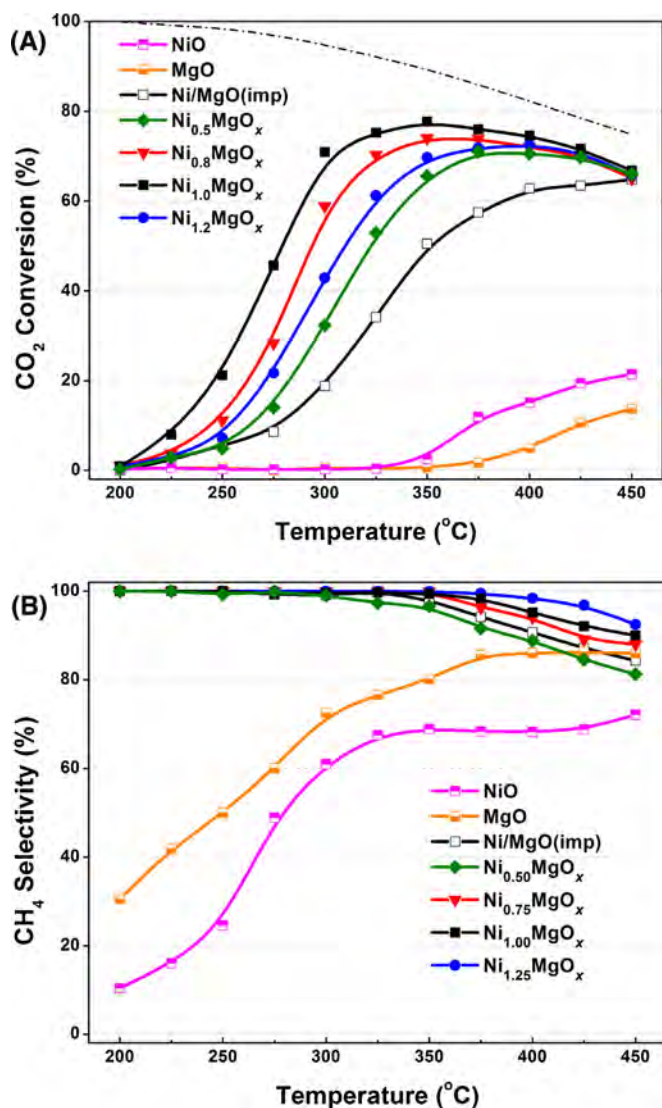 (A)
100
80
60
40
20
0
CO₂ Conversion (%)
NiO
MgO
Ni/MgO(imp)
Ni₀.₅MgOₓ
Ni₀.₈MgOₓ
Ni₁.₀MgOₓ
Ni₁.₂MgOₓ
200 250 300 350 400 450
Temperature (°C)
(B)
100
80
60
40
20
0
CH₄ Selectivity (%)
NiO
MgO
Ni/MgO(imp)
Ni₀.₅₀MgOₓ
Ni₀.₇₅MgOₓ
Ni₁.₀₀MgOₓ
Ni₁.₂₅MgOₓ
200 250 300 350 400 450
Temperature (°C)